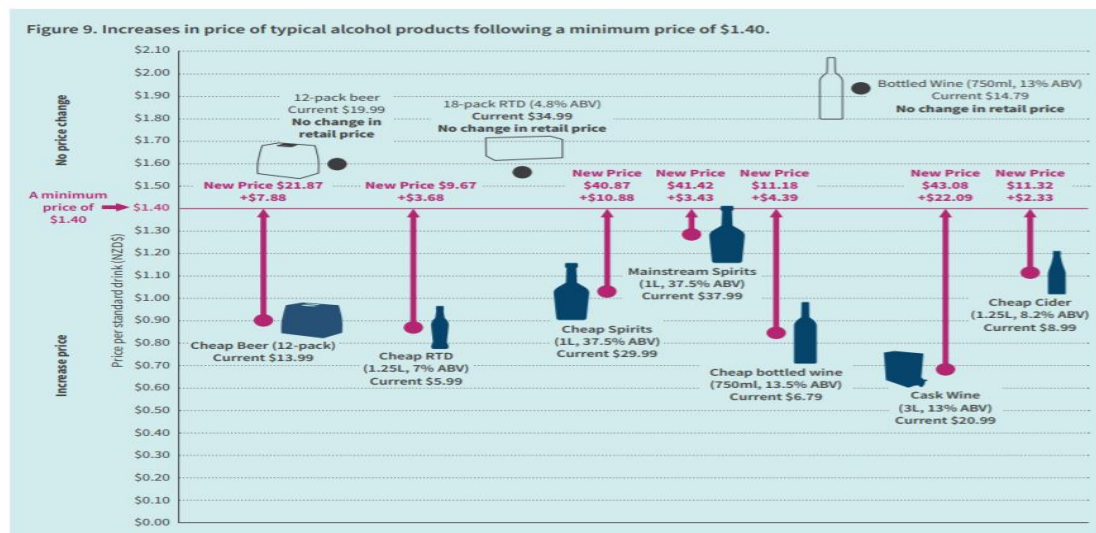 Figure 9. Increases in price of typical alcohol products following a minimum price of $1.40.
No price change
Increase price
A minimum
price of
$1.40
Price per standard drink (NZD$)
$2.10
$2.00
$1.90
$1.80
$1.70
$1.60
$1.50
$1.40
$1.30
$1.20
$1.10
$1.00
$0.90
$0.80
$0.70
$0.60
$0.50
$0.40
$0.30
$0.20
$0.10
$0.00
12-pack beer
Current $19.99
No change in
retail price
18-pack RTD (4.8% ABV)
Current $34.99
No change in retail price
Bottled Wine (750ml, 13% ABV)
Current $14.79
No change in retail price
New Price $21.87
+$7.88
New Price $9.67
+$3.68
New Price
$40.87
+$10.88
New Price
$41.42
+$3.43
New Price
$11.18
+$4.39
New Price
$43.08
+$22.09
New Price
$11.32
+$2.33
Cheap Beer (12-pack)
Current $13.99
Cheap RTD
(1.25L, 7% ABV)
Current $5.99
Cheap Spirits
(1L, 37.5% ABV)
Current $29.99
Mainstream Spirits
(1L, 37.5% ABV)
Current $37.99
Cheap bottled wine
(750ml, 13.5% ABV)
Current $6.79
Cask Wine
(3L, 13% ABV)
Current $20.99
Cheap Cider
(1.25L, 8.2% ABV)
Current $8.99